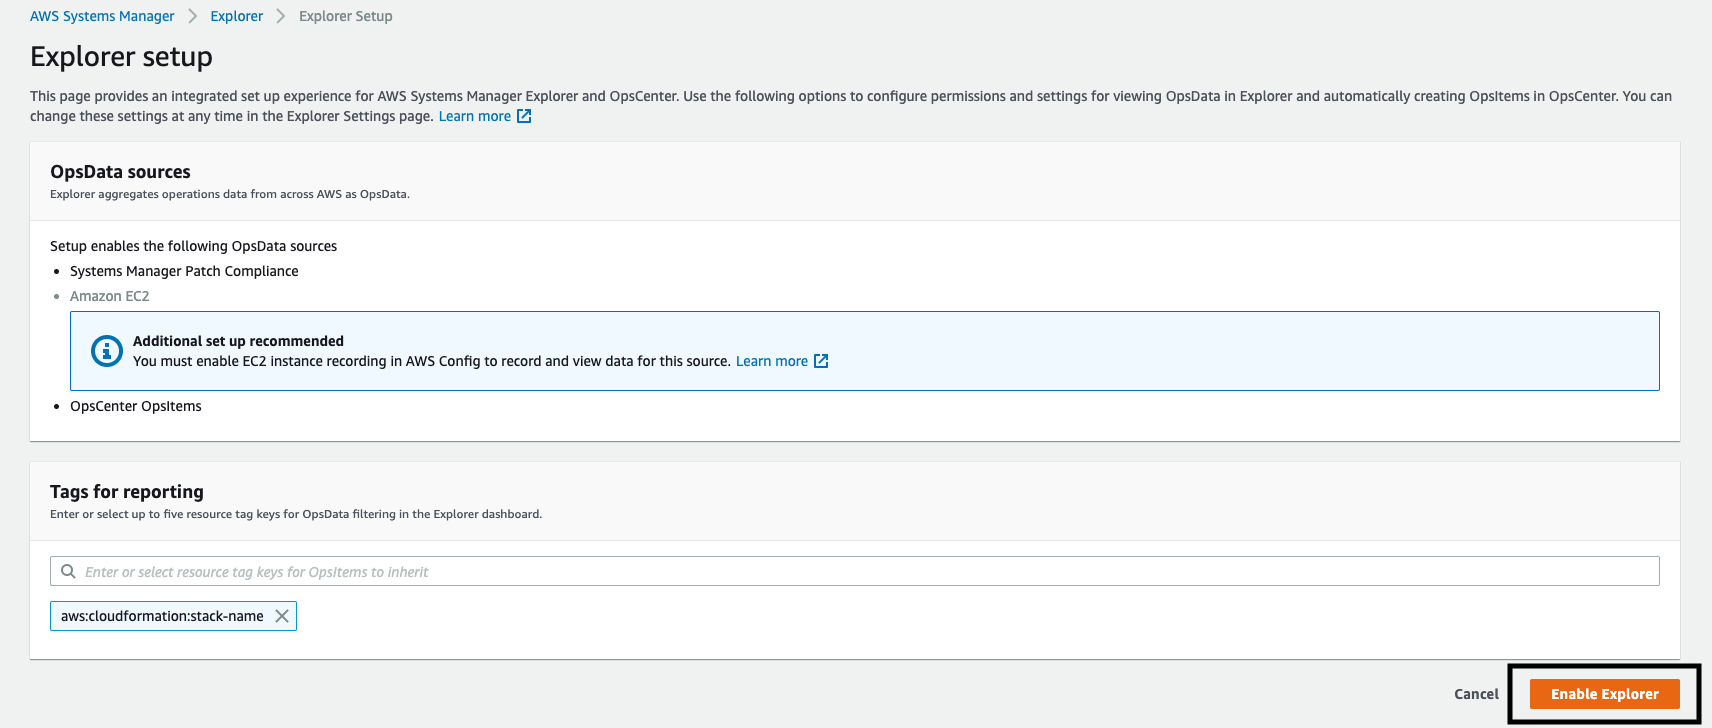 AWS Systems Manager > Explorer > Explorer Setup
Explorer setup
This page provides an integrated set up experience for AWS Systems Manager Explorer and OpsCenter. Use the following options to configure permissions and settings for viewing OpsData in Explorer and automatically creating OpsItems in OpsCenter. You can
change these settings at any time in the Explorer Settings page. Learn more
OpsData sources
Explorer aggregates operations data from across AWS as OpsData.
Setup enables the following OpsData sources
• Systems Manager Patch Compliance
• Amazon EC2
Additional set up recommended
You must enable EC2 instance recording in AWS Config to record and view data for this source. Learn more
• OpsCenter OpsItems
Tags for reporting
Enter or select up to five resource tag keys for OpsData filtering in the Explorer dashboard.
Enter or select resource tag keys for OpsItems to inherit
aws:cloudformation:stack-name
Cancel Enable Explorer